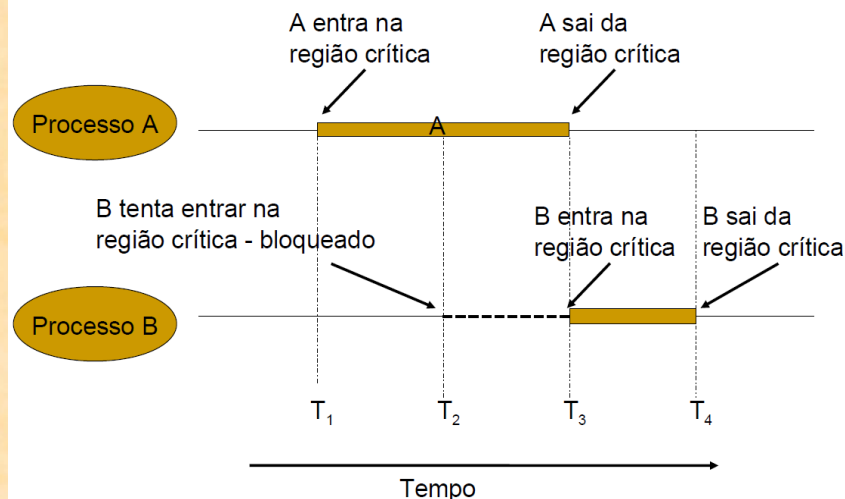 A entra na
região crítica
A sai da
região crítica
Processo A
A
B tenta entrar na
região crítica - bloqueado
B entra na
região crítica
B sai da
região crítica
Processo B
T1
T2
T3
T4
Tempo